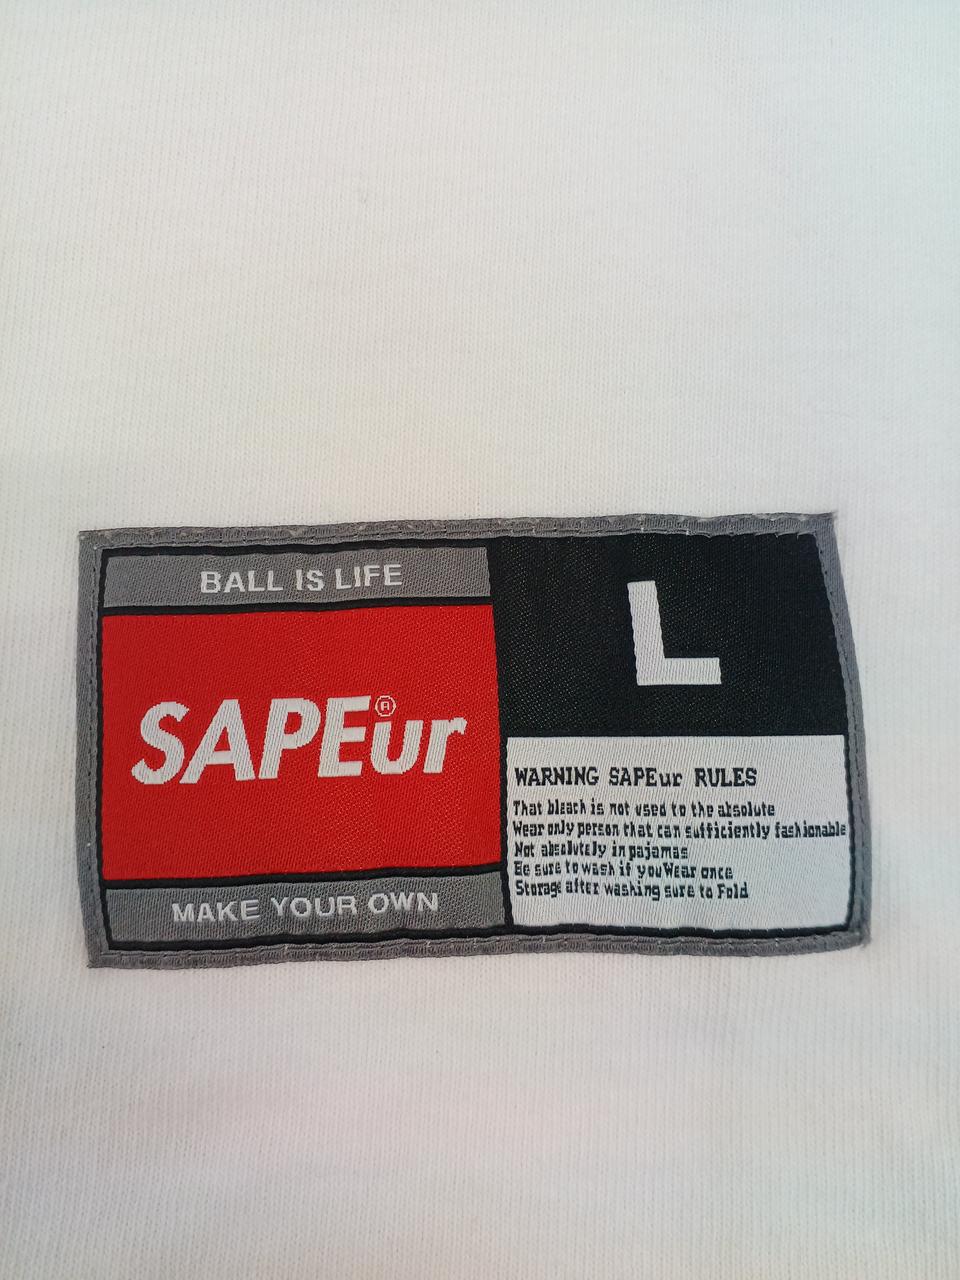 BALL IS LIFE
SAPEur®
MAKE YOUR OWN
L
WARNING SAPEur RULES
That bleach is not used to the absolute
Wear only person that can sufficiently fashionable
Not absolutely in pajamas
Be sure to wash if youWear once
Storage after washing sure to Fold